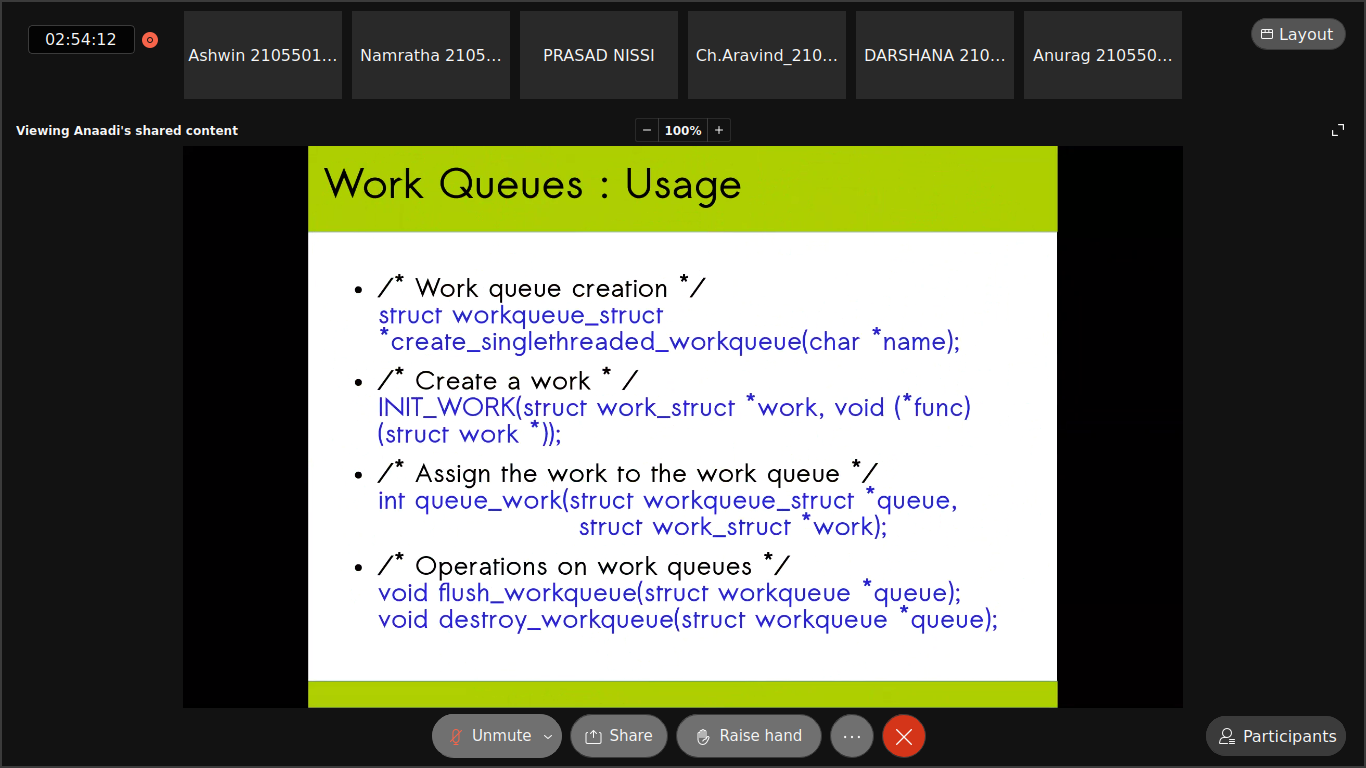 02:54:12
Ashwin 2105501...
Namratha 2105...
PRASAD NISSI
Ch.Aravind_210...
DARSHANA 210...
Anurag 210550...
Layout
Viewing Anaadi's shared content
− 100% +
Work Queues : Usage
• /* Work queue creation */
struct workqueue_struct
*create_singlethreaded_workqueue(char *name);
• /* Create a work * /
INIT_WORK(struct work_struct *work, void (*func)
(struct work *));
• /* Assign the work to the work queue */
int queue_work(struct workqueue_struct *queue,
struct work_struct *work);
• /* Operations on work queues */
void flush_workqueue(struct workqueue *queue);
void destroy_workqueue(struct workqueue *queue);
Unmute
Share
Raise hand
...
Participants